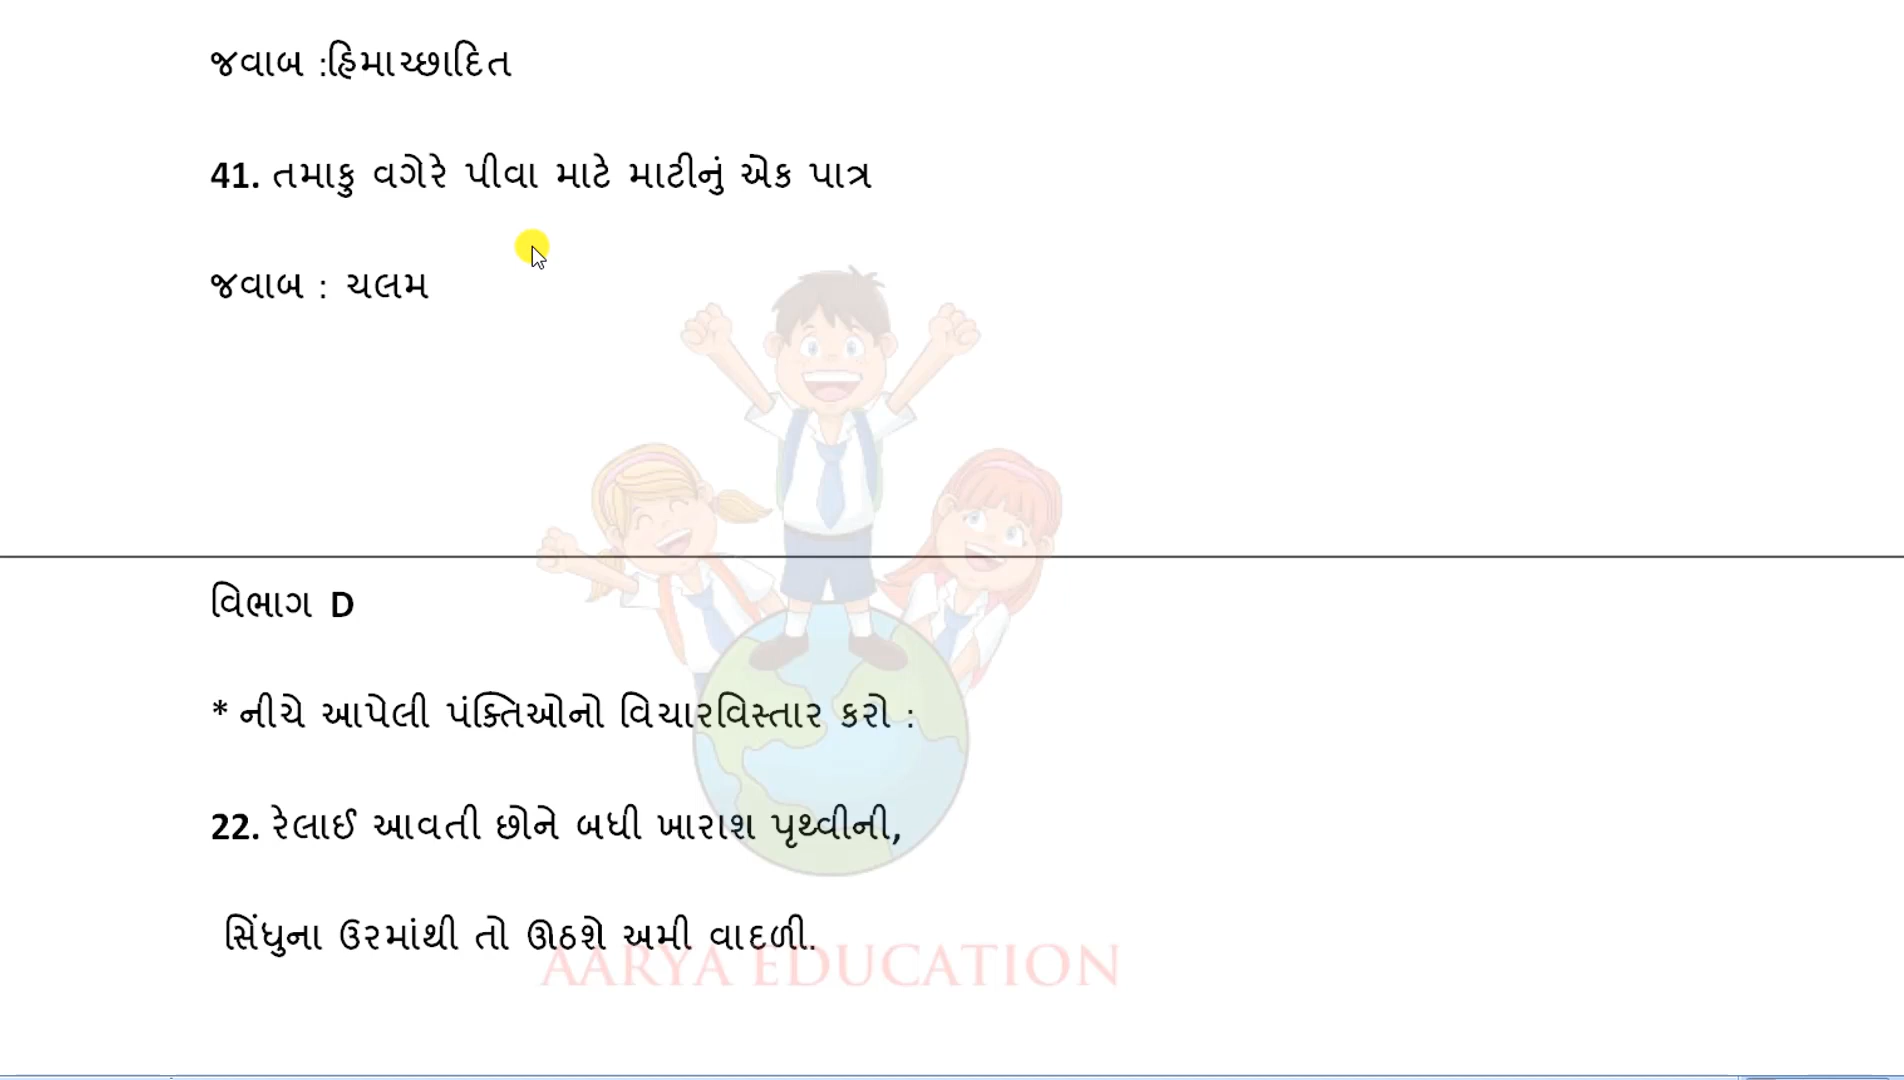 જવાબ :હિમાચ્છાદિત
41. તમાકુ વગેરે પીવા માટે માટીનું એક પાત્ર
જવાબ : ચલમ
વિભાગ D
* નીચે આપેલી પંક્તિઓનો વિચારવિસ્તાર કરો :
22. રેલાઈ આવતી છોને બધી ખારાશ પૃથ્વીની,
સિંધુના ઉરમાંથી તો ઊઠશે અમી વાદળી.
AARYA EDUCATION